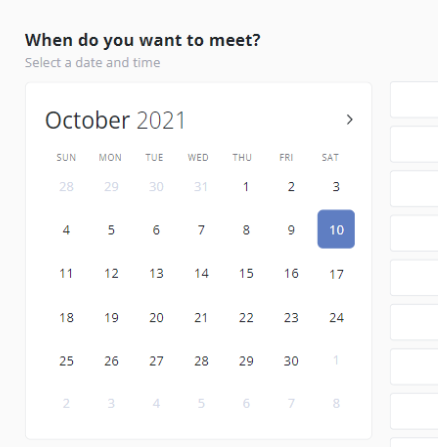 When do you want to meet?
Select a date and time
October 2021
SUN MON TUE WED THU FRI SAT
28 29 30 31 1 2 3
4 5 6 7 8 9 10
11 12 13 14 15 16 17
18 19 20 21 22 23 24
25 26 27 28 29 30 1
2 3 4 5 6 7 8